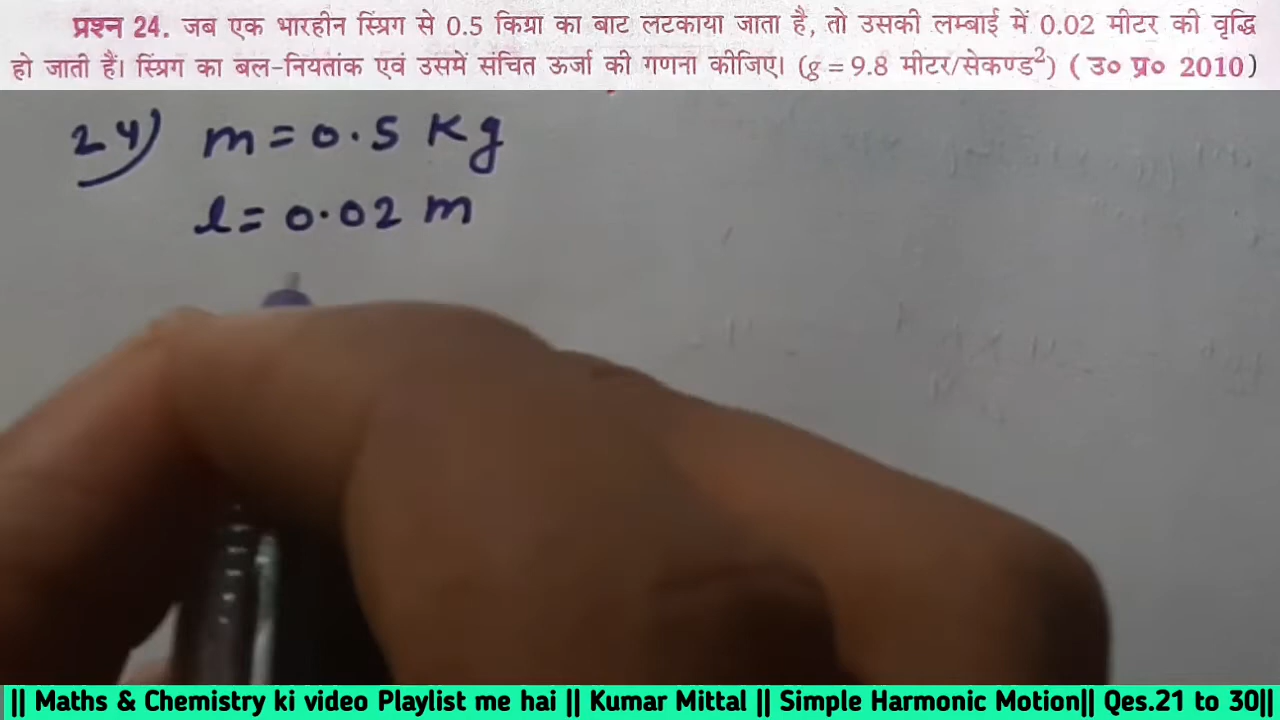 प्रश्न 24. जब एक भारहीन स्प्रिग से 0.5 किग्रा का बाट लटकाया जाता है, तो उसकी लम्बाई में 0.02 मीटर की वृद्धि
हो जाती हैं। स्प्रिग का बल-नियतांक एवं उसमें संचित ऊर्जा की गणना कीजिए। (g = 9.8 मीटर/सेकण्ड²) ( उ० प्र० 2010)
24) m = 0.5 Kg
l = 0.02 m
|| Maths & Chemistry ki video Playlist me hai || Kumar Mittal || Simple Harmonic Motion|| Qes.21 to 30||